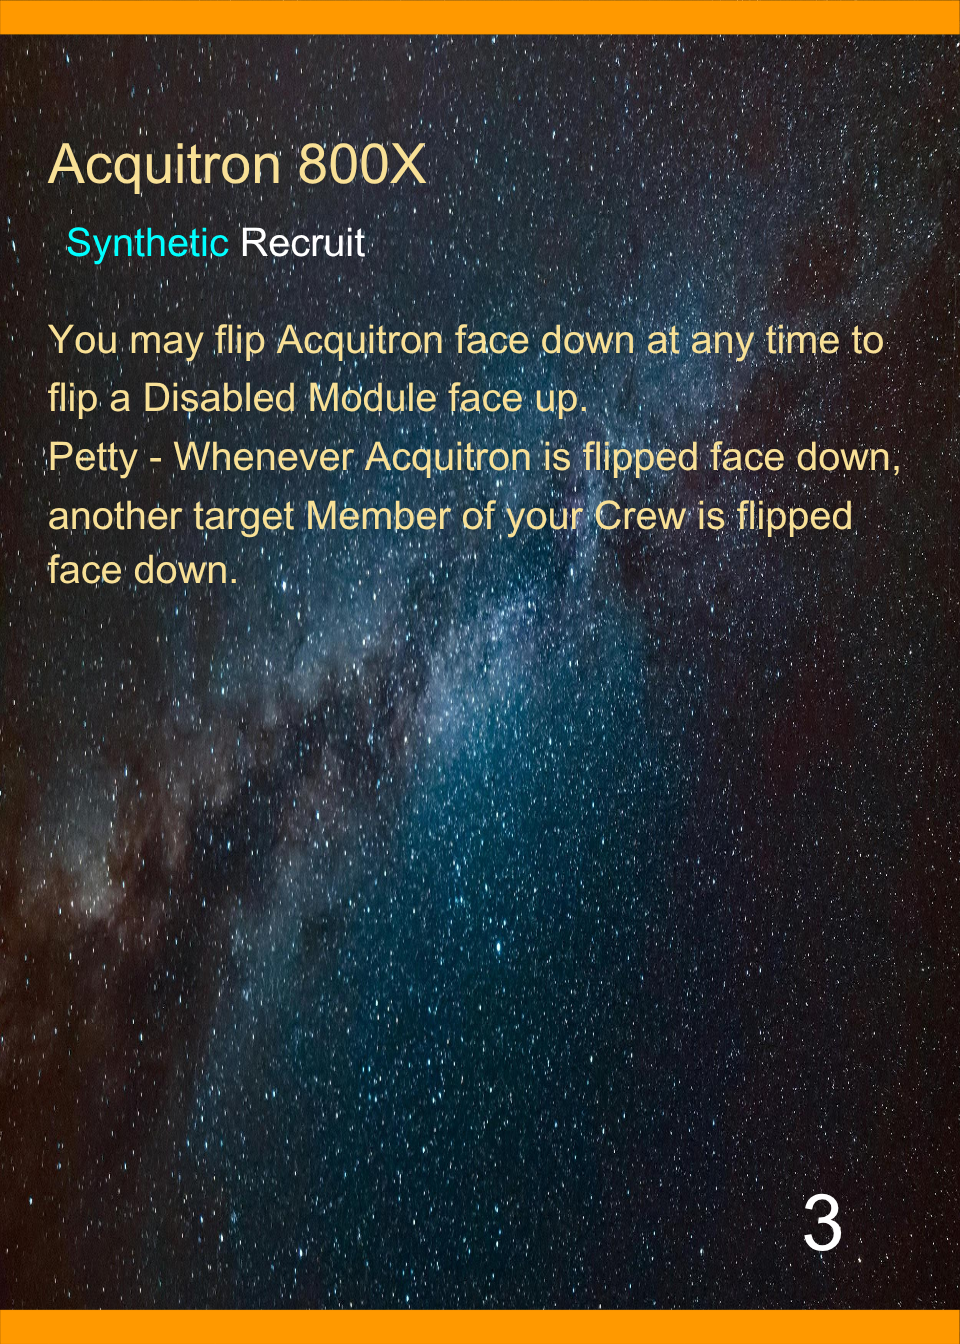 Acquitron 800X
Synthetic Recruit
You may flip Acquitron face down at any time to
flip a Disabled Module face up.
Petty - Whenever Acquitron is flipped face down,
another target Member of your Crew is flipped
face down.
3